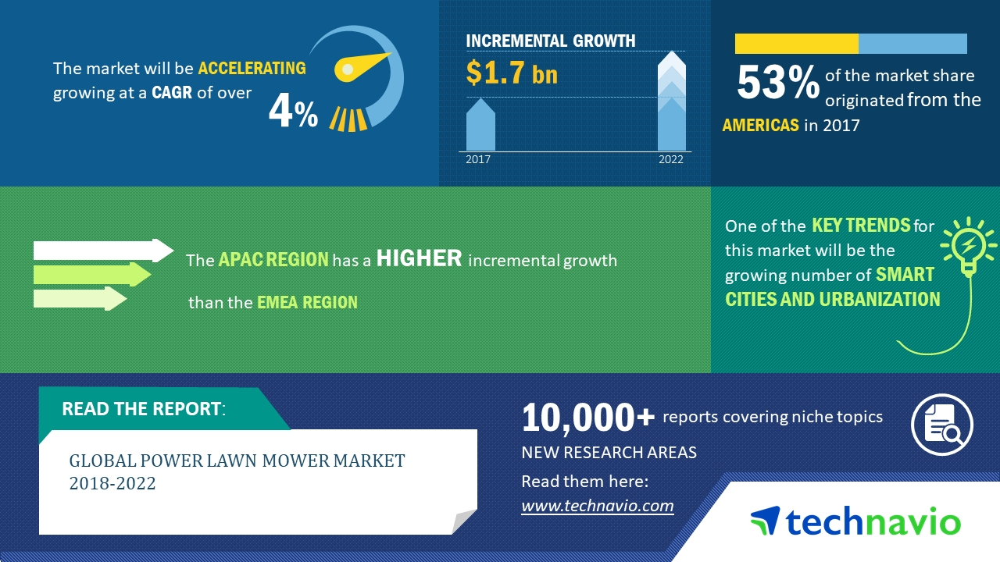 The market will be ACCELERATING
growing at a CAGR of over
4%
INCREMENTAL GROWTH
$1.7 bn
2017
2022
53% of the market share
originated from the
AMERICAS in 2017
The APAC REGION has a HIGHER incremental growth
than the EMEA REGION
One of the KEY TRENDS for
this market will be the
growing number of SMART
CITIES AND URBANIZATION
READ THE REPORT:
GLOBAL POWER LAWN MOWER MARKET
2018-2022
10,000+ reports covering niche topics
NEW RESEARCH AREAS
Read them here:
www.technavio.com
technavio